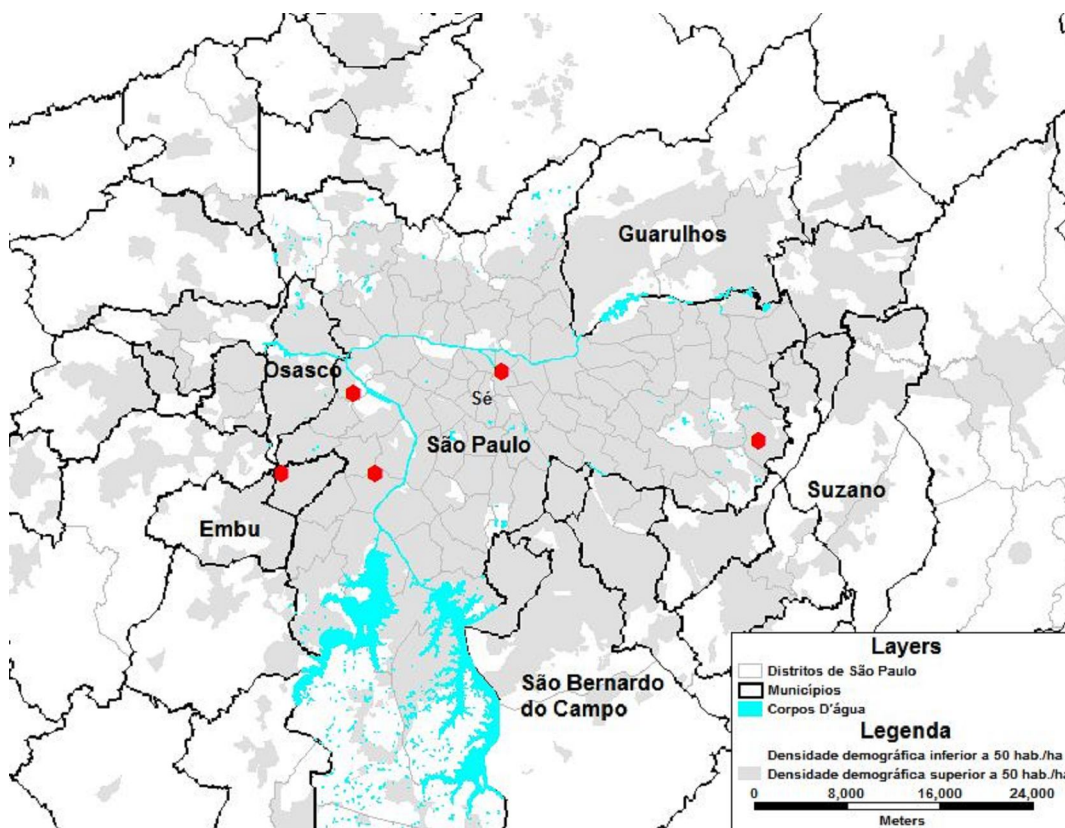 Guarulhos
Osasco
Sé
São Paulo
Suzano
Embu
São Bernardo
do Campo
Layers
Distritos de São Paulo
Municípios
Corpos D'água
Legenda
Densidade demográfica inferior a 50 hab./ha
Densidade demográfica superior a 50 hab./ha
0 8,000 16,000 24,000
Meters